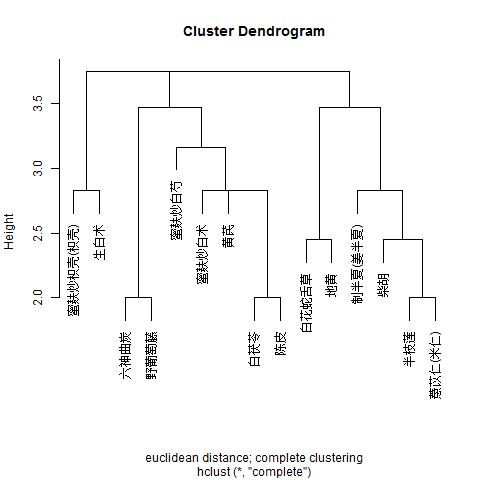 Cluster Dendrogram
Height
3.5
3.0
2.5
2.0
蜜麸炒枳壳(枳壳)
生白术
六神曲炭
野葡萄藤
蜜麸炒白芍
蜜麸炒白术
黄芪
白茯苓
陈皮
白花蛇舌草
地黄
制半夏(姜半夏)
柴胡
半枝莲
薏苡仁(米仁)
euclidean distance; complete clustering
hclust (*, "complete")